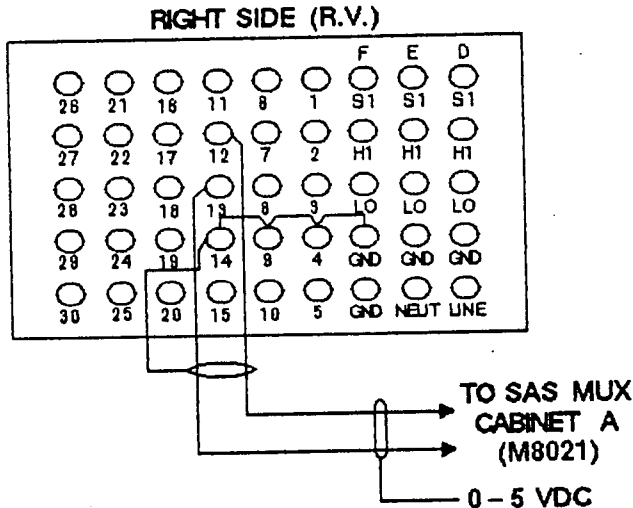 RIGHT SIDE (R.V.)
F E D
26 21 16 11 8 1 S1 S1 S1
27 22 17 12 7 2 H1 H1 H1
28 23 18 13 8 3 LO LO LO
29 24 19 14 9 4 GND GND GND
30 25 20 15 10 5 GND NEUT LINE
TO SAS MUX
CABINET A
(M8021)
0-5 VDC